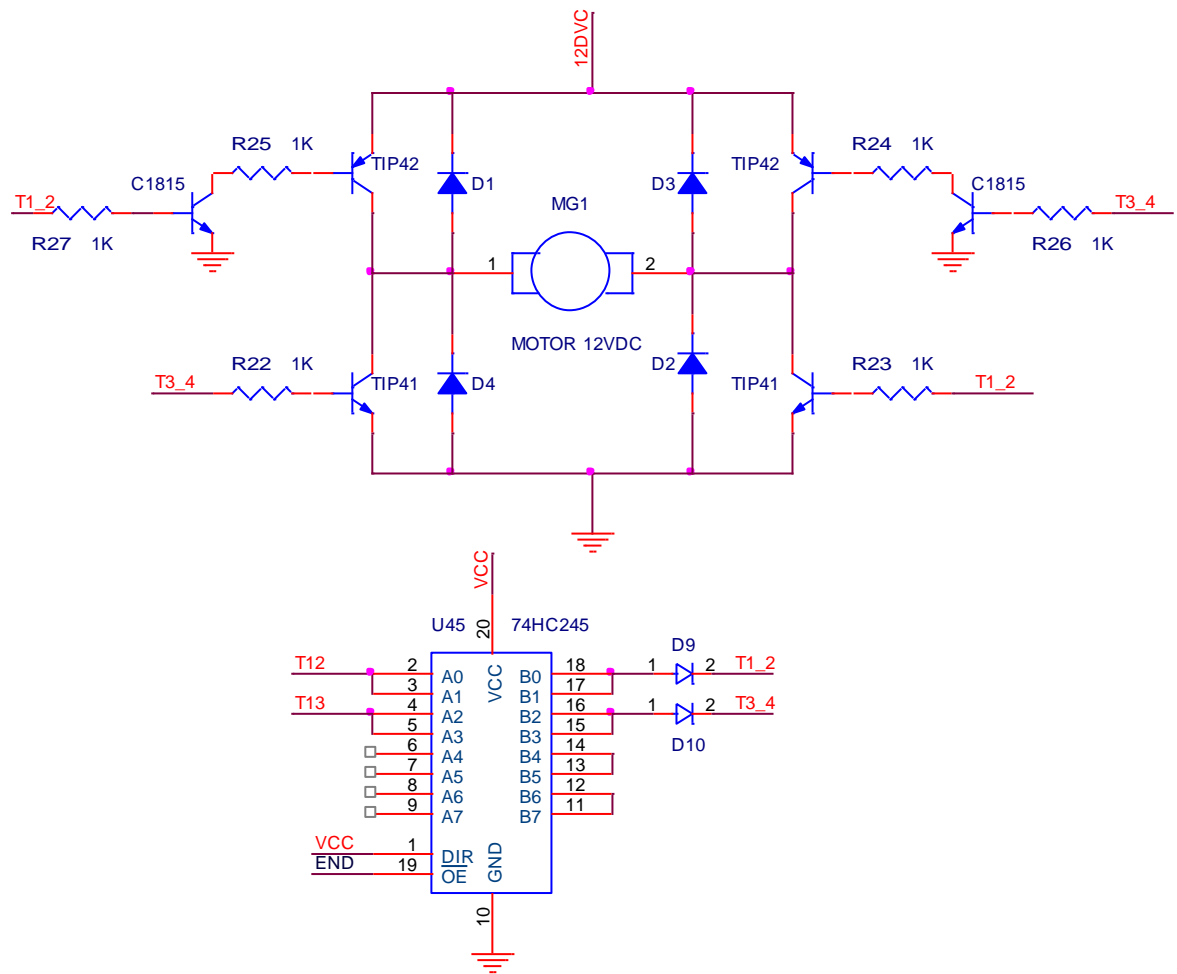 12DVC
R25 1K
R24 1K
TIP42
TIP42
C1815
D1
D3
C1815
T1_2
MG1
T3_4
R27 1K
R26 1K
1
2
MOTOR 12VDC
R22 1K
D2
R23 1K
T3_4
TIP41
D4
TIP41
T1_2
VCC
U45 74HC245
20
D9
T12
2
A0
VCC
B0
18
1
2
T1_2
3
A1
B1
17
T13
4
A2
B2
16
1
2
T3_4
5
A3
B3
15
D10
6
A4
B4
14
7
A5
B5
13
8
A6
B6
12
9
A7
B7
11
VCC
1
DIR
GND
END
19
OE
10